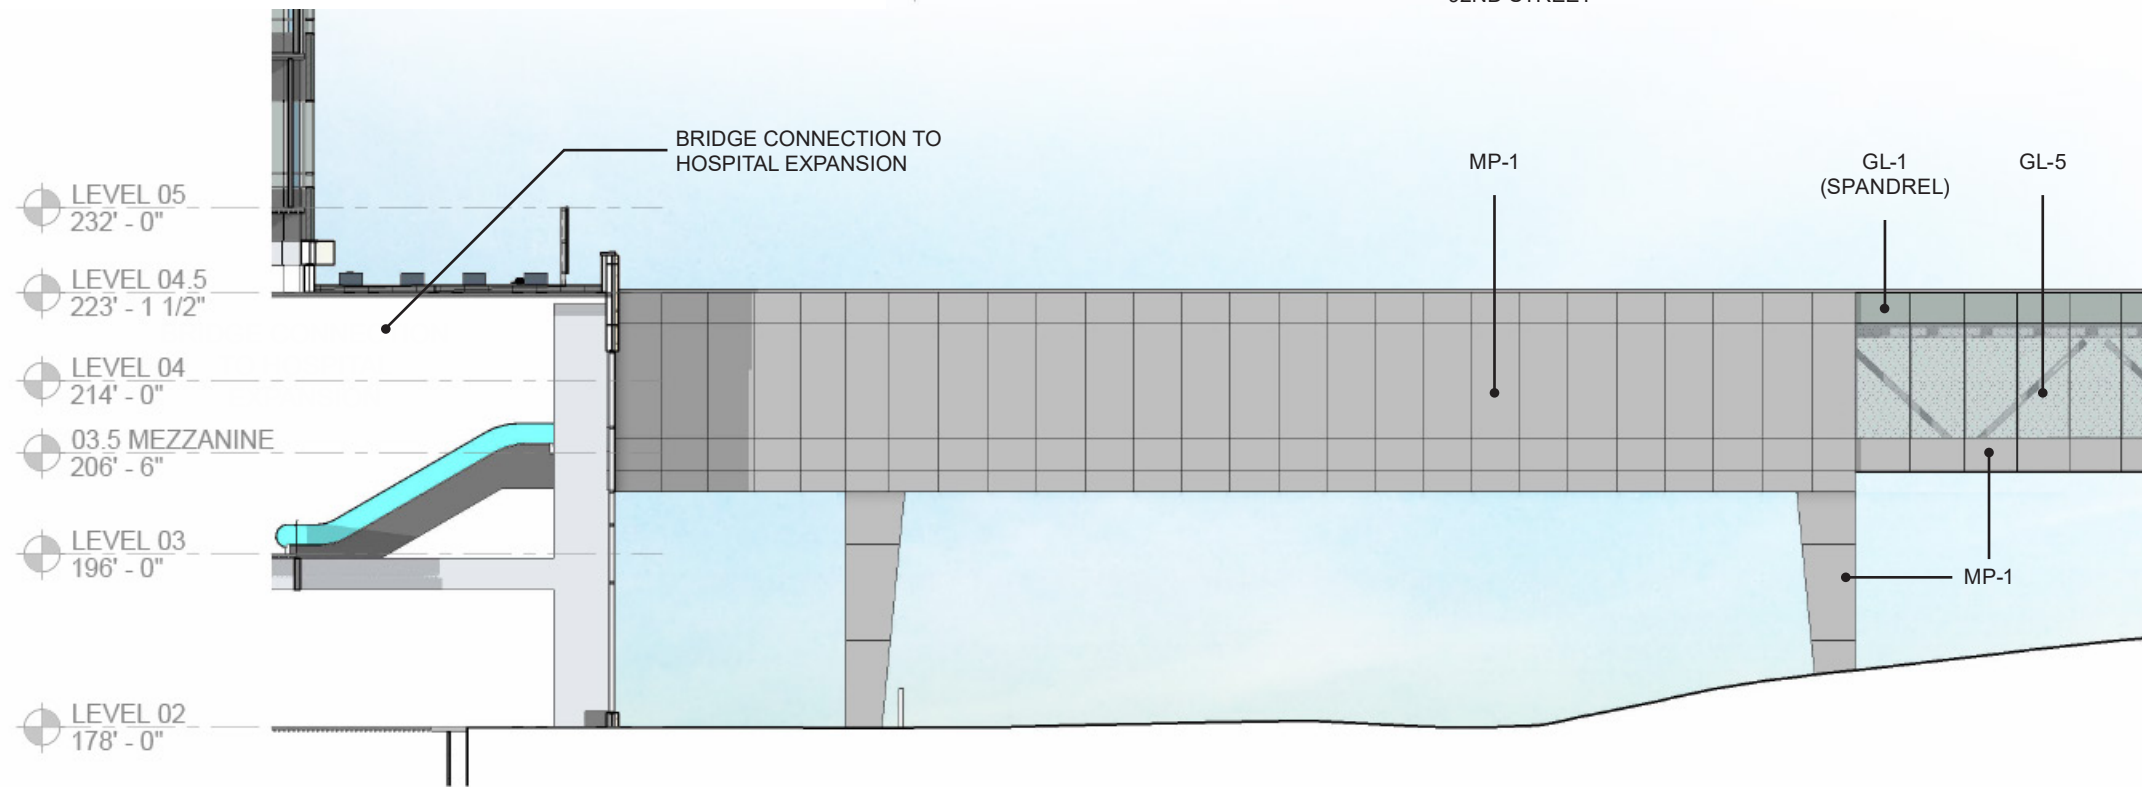 BRIDGE CONNECTION TO
HOSPITAL EXPANSION
MP-1
GL-1
(SPANDREL)
GL-5
LEVEL 05
232' - 0"
LEVEL 04.5
223' - 1 1/2"
LEVEL 04
214' - 0"
03.5 MEZZANINE
206' - 6"
LEVEL 03
196' - 0"
MP-1
LEVEL 02
178' - 0"